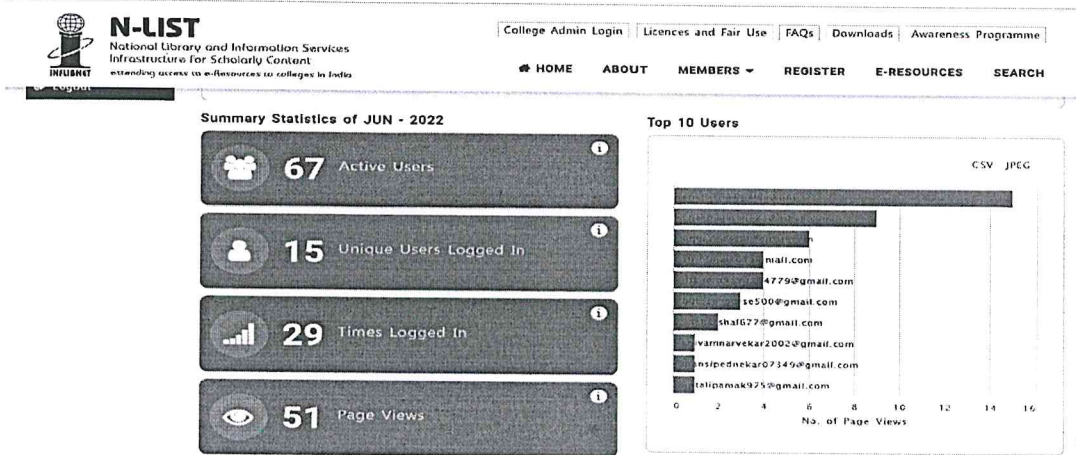 N-LIST
National Library and Information Services
Infrastructure For Scholarly Content
extending access to e-Resources to colleges in India
INFLIBNET
College Admin Login
Licences and Fair Use
FAQs
Downloads
Awareness Programme
HOME
ABOUT
MEMBERS
REGISTER
E-RESOURCES
SEARCH
Logout
Summary Statistics of JUN - 2022
67 Active Users
15 Unique Users Logged In
29 Times Logged In
51 Page Views
Top 10 Users
CSV JPEG
mail.com
4779@gmail.com
se500@gmail.com
shaf677@gmail.com
vamnarvekar2002@gmail.com
nsipednekar07349@gmail.com
talipamak925@gmail.com
0 2 4 6 8 10 12 14 16
No. of Page Views